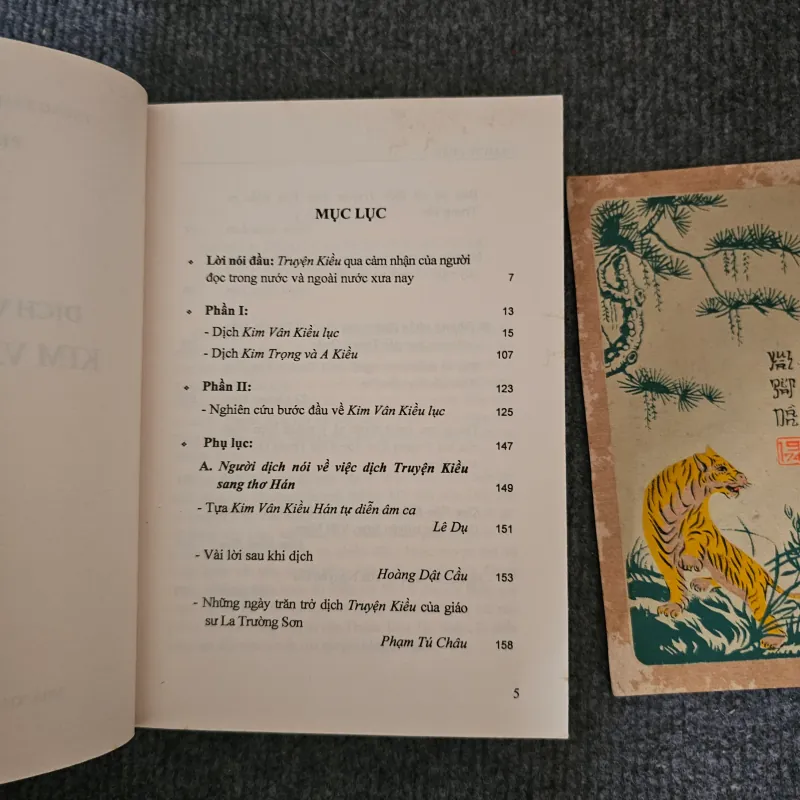 DỊCH V
KIM V
MỤC LỤC
Lời nói đầu: Truyện Kiều qua cảm nhận của người
đọc trong nước và ngoài nước xưa nay 7
Phần I: 13
- Dịch Kim Vân Kiều lục 15
- Dịch Kim Trọng và A Kiều 107
Phần II: 123
- Nghiên cứu bước đầu về Kim Vân Kiều lục 125
Phụ lục: 147
A. Người dịch nói về việc dịch Truyện Kiều
sang thơ Hán 149
- Tựa Kim Vân Kiều Hán tự diễn âm ca
Lê Dụ 151
- Vài lời sau khi dịch
Hoàng Dật Cầu 153
- Những ngày trăn trở dịch Truyện Kiều của giáo
sư La Trường Sơn
Phạm Tú Châu 158
5
1974